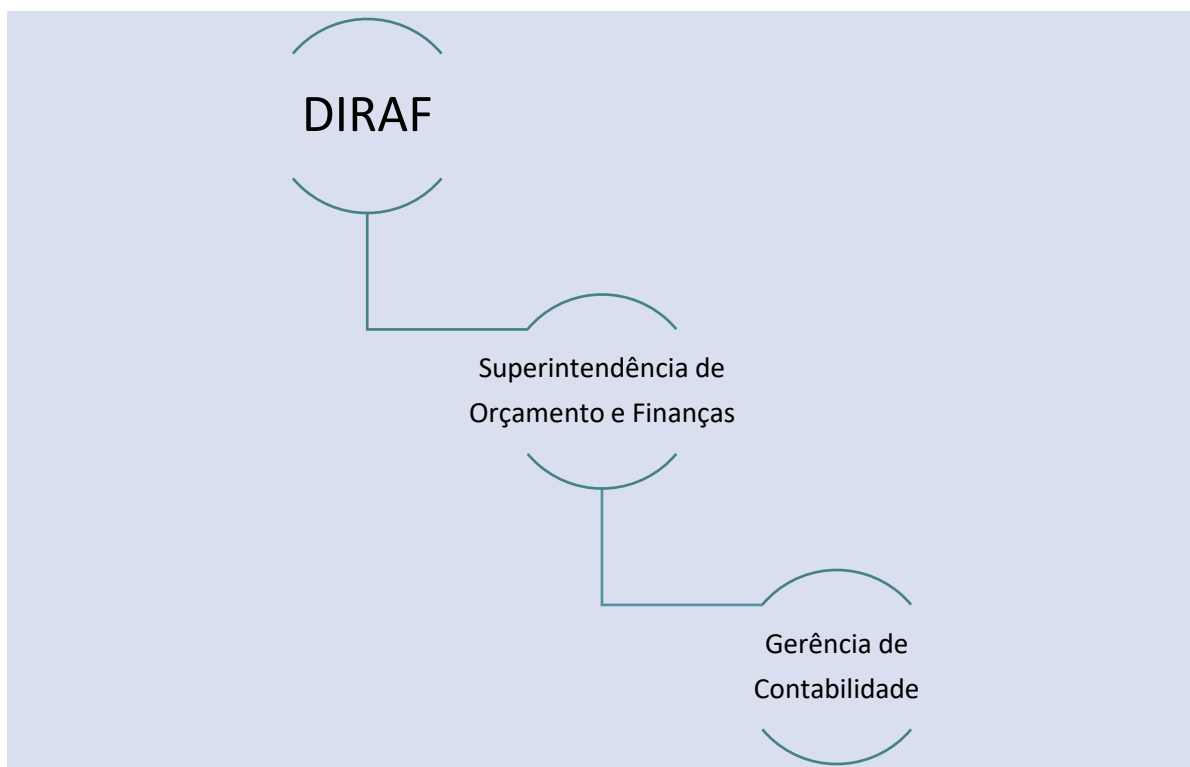 DIRAF
Superintendência de
Orçamento e Finanças
Gerência de
Contabilidade